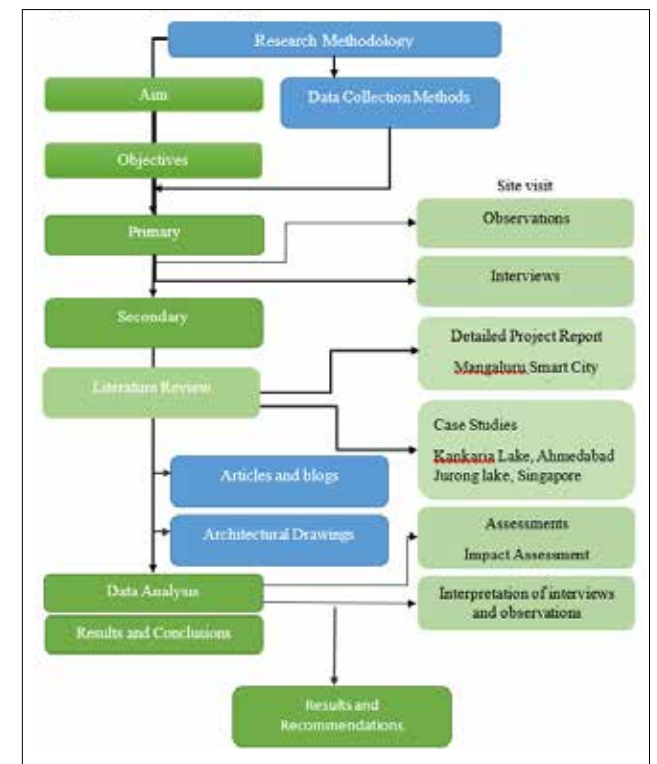 Research Methodology
Aim
Data Collection Methods
Objectives
Site visit
Primary
Observations
Interviews
Secondary
Detailed Project Report
Mangaluru Smart City
Literature Review
Case Studies
Kankaria Lake, Ahmedabad
Jurong lake, Singapore
Articles and blogs
Architectural Drawings
Assessments
Impact Assessment
Data Analysis
Interpretation of interviews
and observations
Results and Conclusions
Results and
Recommendations.